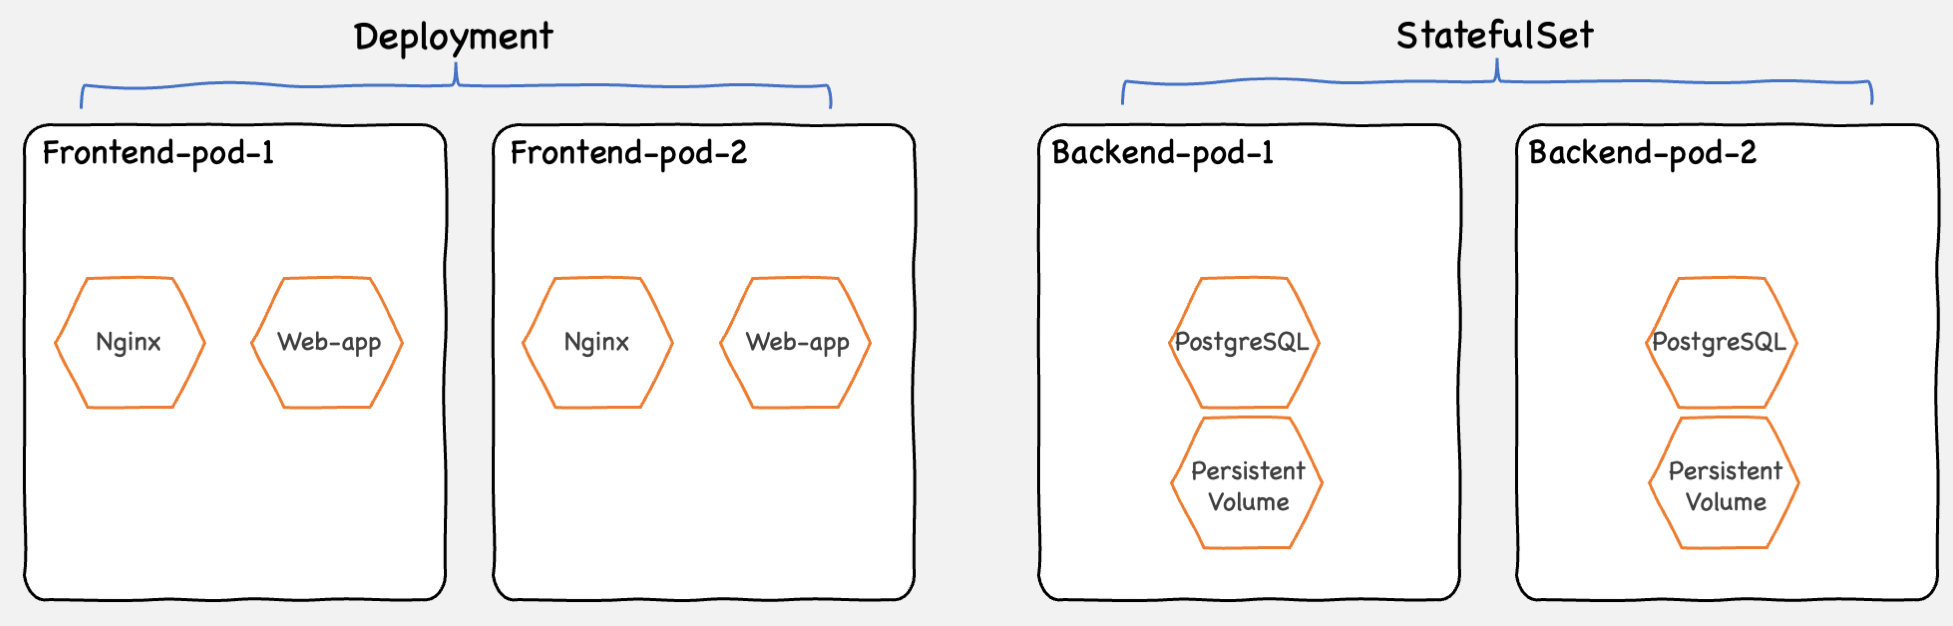 Deployment
StatefulSet
Frontend-pod-1
Frontend-pod-2
Backend-pod-1
Backend-pod-2
Nginx
Web-app
Nginx
Web-app
PostgreSQL
PostgreSQL
Persistent
Volume
Persistent
Volume